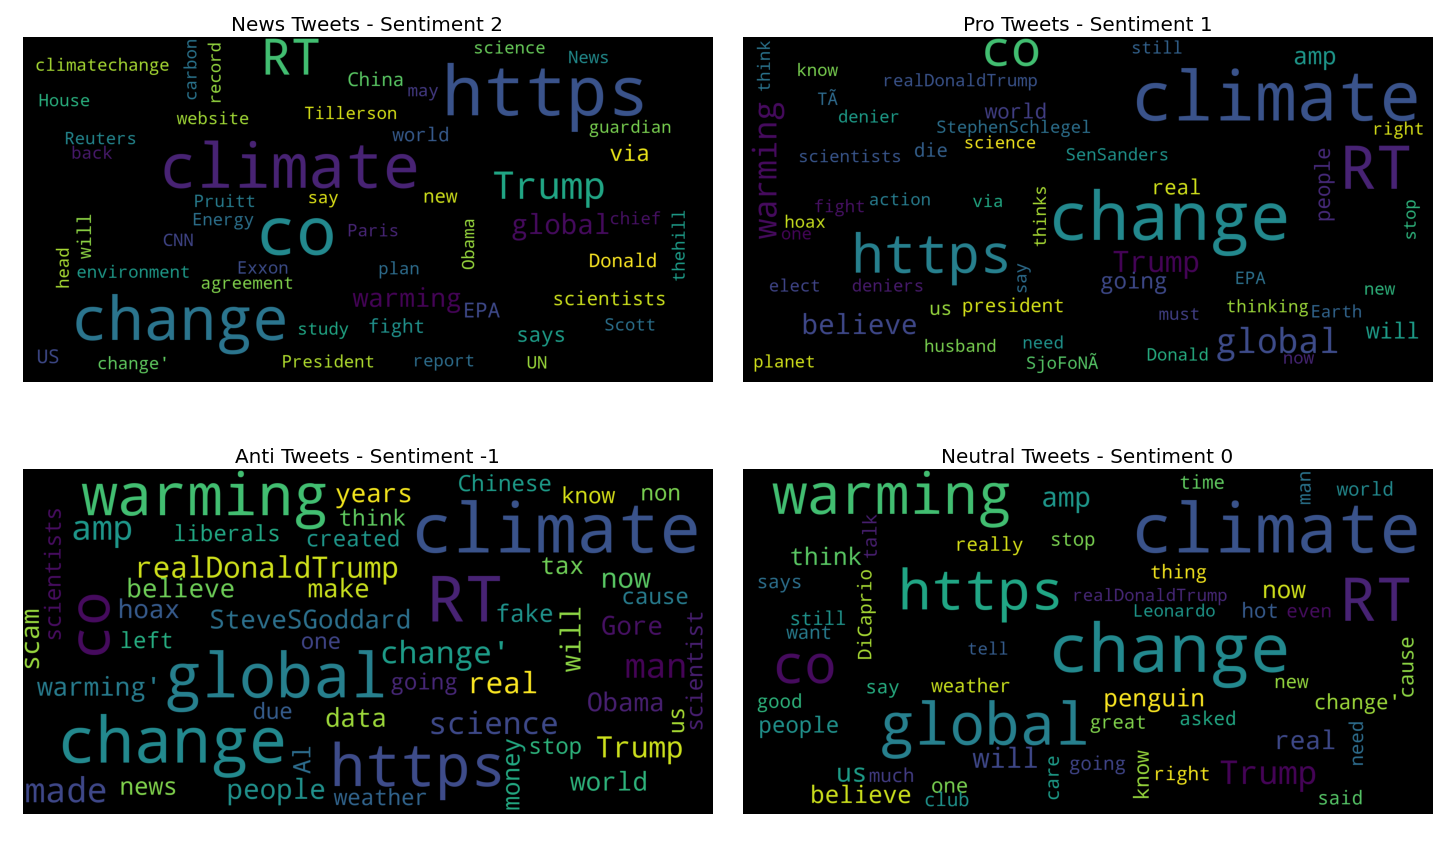 News Tweets - Sentiment 2
RT
science
News
climatechange
carbon
record
China
may
https
House
website
Tillerson
world
guardian
Reuters
back
via
climate
Trump
Pruitt
say
new
Energy
CNN
co
Paris
Obama
global
chief
thehill
will
head
environment
Exxon
plan
Donald
agreement
warming
EPA
scientists
change
study
fight
says
Scott
US
change'
President
report
UN
Pro Tweets - Sentiment 1
co
still
amp
think
know
realDonaldTrump
climate
TÃ
world
denier
StephenSchlegel
right
warming
science
scientists
die
SenSanders
RT
people
real
fight
action
via
thinks
change
stop
hoax
one
https
say
Trump
going
EPA
elect
deniers
new
us
president
thinking
Earth
believe
must
will
husband
need
global
now
planet
SjoFoNÃ
Donald
Anti Tweets - Sentiment -1
warming
years
Chinese
know
non
climate
think
amp
liberals
created
scientists
realDonaldTrump
tax
now
believe
make
RT
cause
co
hoax
SteveSGoddard
fake
scam
left
one
will
Gore
change'
global
man
scientist
warming'
going
real
Obama
due
data
science
us
change
Al
https
stop
Trump
money
world
made
news
people
weather
Neutral Tweets - Sentiment 0
warming
amp
time
man
world
climate
talk
think
really
stop
says
https
thing
now
RT
realDonaldTrump
DiCaprio
Leonardo
hot
even
still
want
co
tell
change
cause
say
weather
new
good
penguin
change'
people
global
great
asked
real
need
us
much
will
care
going
know
right
Trump
believe
one
club
said